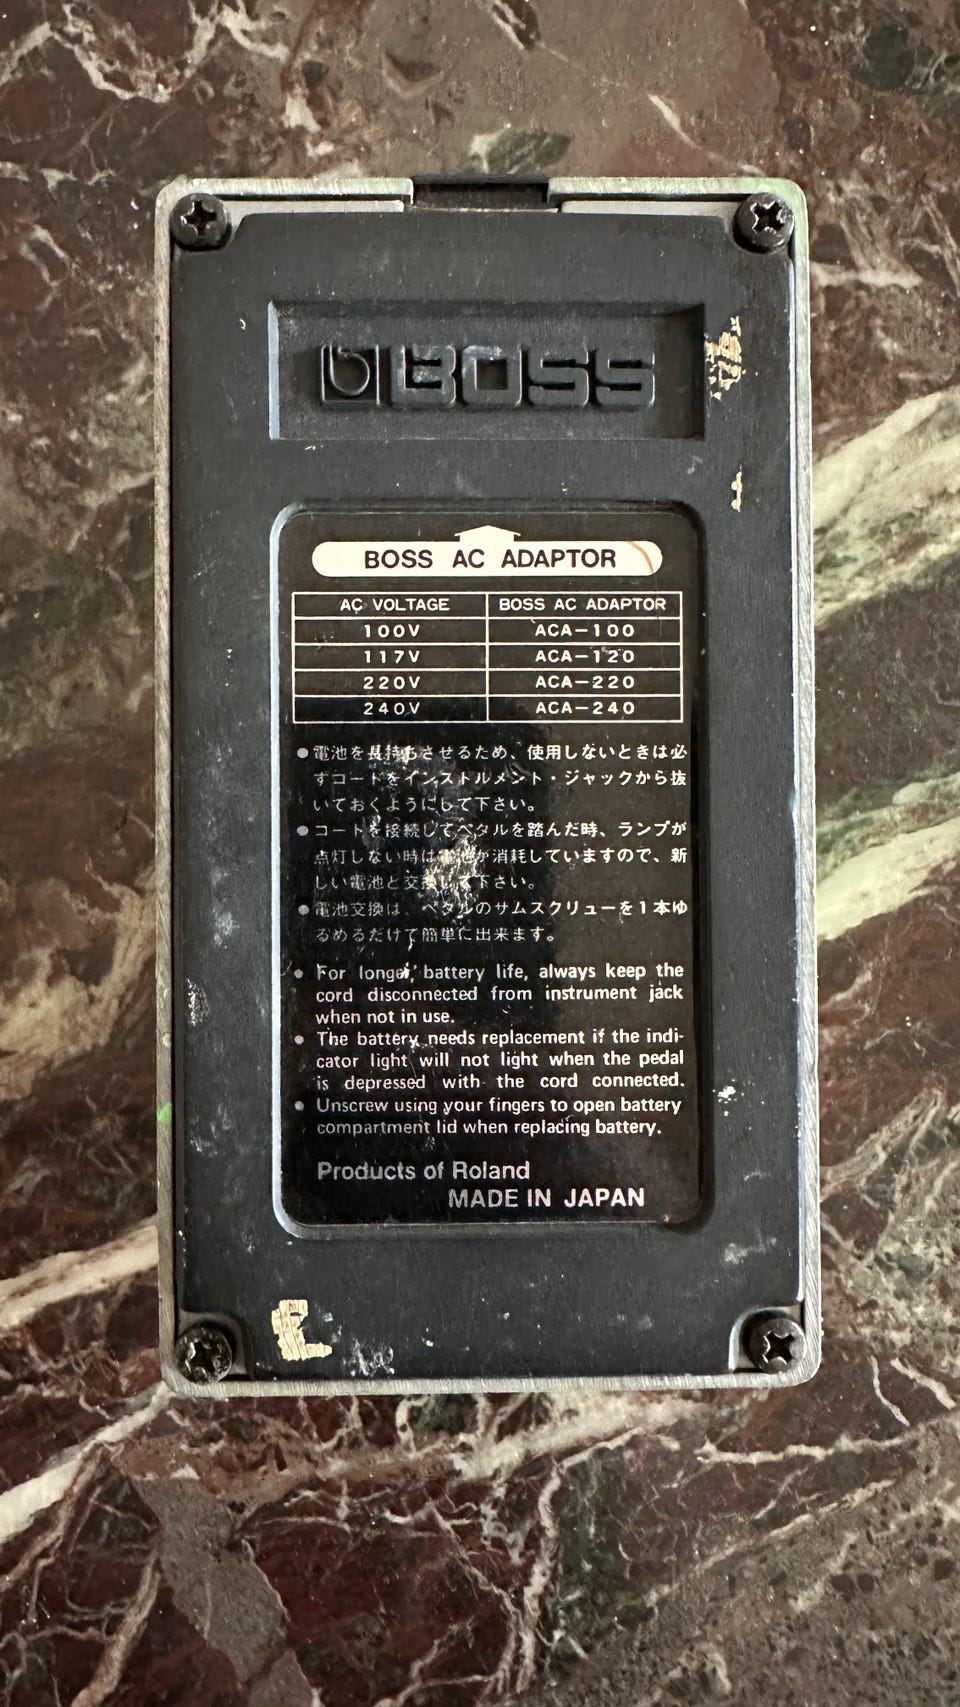 BOSS
BOSS AC ADAPTOR
AC VOLTAGE BOSS AC ADAPTOR
100V ACA-100
117V ACA-120
220V ACA-220
240V ACA-240
●電池を長持ちさせるため、使用しないときは必
ずコードをインストルメント・ジャックから抜
いておくようにして下さい。
●コードを接続してペダルを踏んだ時、ランプが
点灯しない時は電池が消耗していますので、新
しい電池と交換して下さい。
●電池交換は、ペダルのサムスクリューを1本ゆ
るめるだけで簡単に出来ます。
● For longer battery life, always keep the
cord disconnected from instrument jack
when not in use.
● The battery needs replacement if the indi-
cator light will not light when the pedal
is depressed with the cord connected.
● Unscrew using your fingers to open battery
compartment lid when replacing battery.
Products of Roland
MADE IN JAPAN